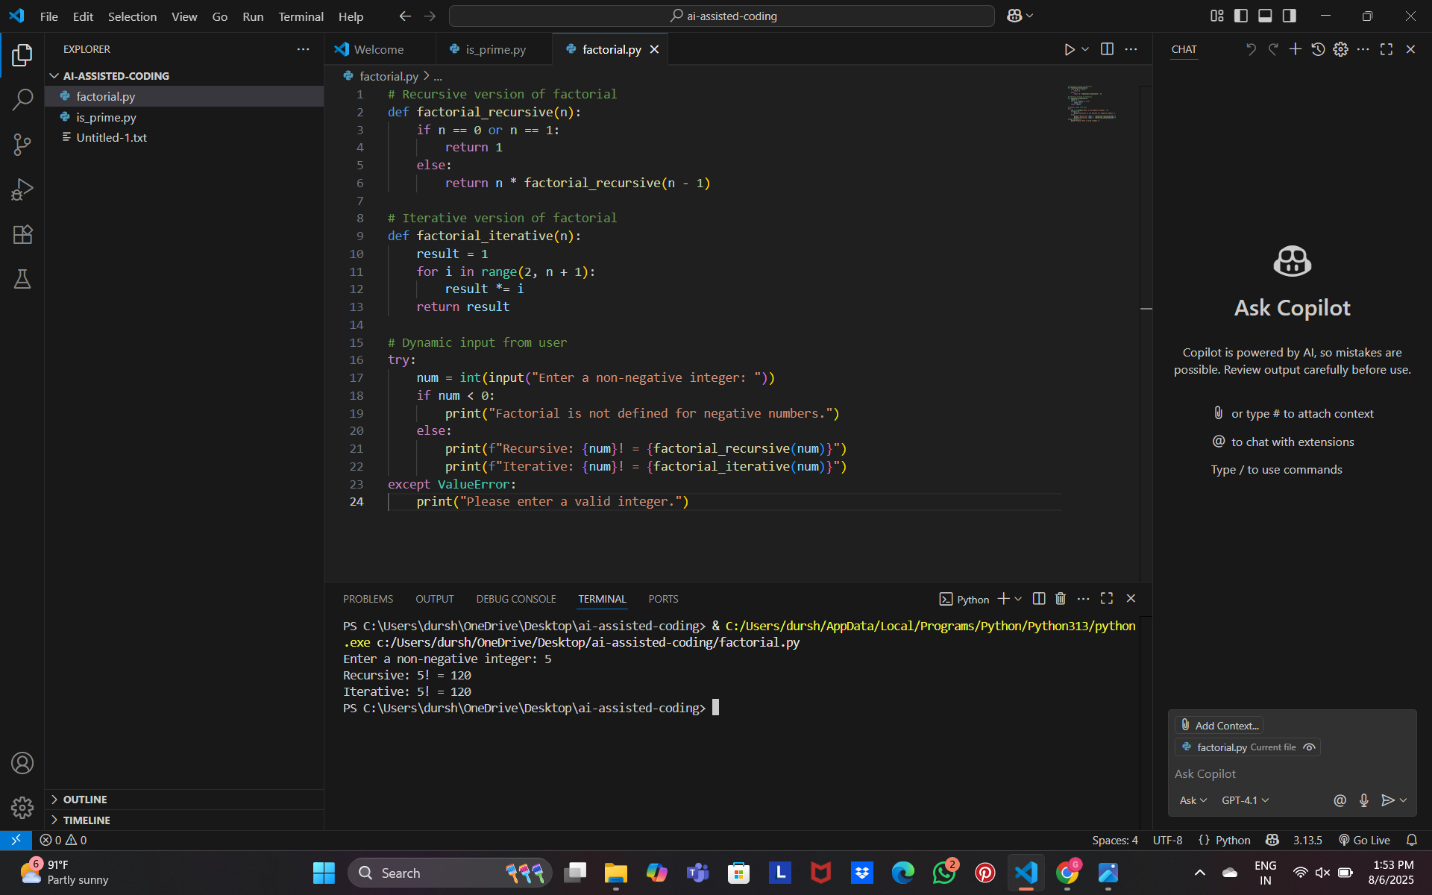 File Edit Selection View Go Run Terminal Help
ai-assisted-coding
EXPLORER
AI-ASSISTED-CODING
factorial.py
is_prime.py
Untitled-1.txt
OUTLINE
TIMELINE
Welcome is_prime.py factorial.py
factorial.py > ...
1 # Recursive version of factorial
2 def factorial_recursive(n):
3 if n == 0 or n == 1:
4 return 1
5 else:
6 return n * factorial_recursive(n - 1)
7
8 # Iterative version of factorial
9 def factorial_iterative(n):
10 result = 1
11 for i in range(2, n + 1):
12 result *= i
13 return result
14
15 # Dynamic input from user
16 try:
17 num = int(input("Enter a non-negative integer: "))
18 if num < 0:
19 print("Factorial is not defined for negative numbers.")
20 else:
21 print(f"Recursive: {num}! = {factorial_recursive(num)}")
22 print(f"Iterative: {num}! = {factorial_iterative(num)}")
23 except ValueError:
24 print("Please enter a valid integer.")
PROBLEMS OUTPUT DEBUG CONSOLE TERMINAL PORTS
Python
PS C:\Users\dursh\OneDrive\Desktop\ai-assisted-coding> & C:/Users/dursh/AppData/Local/Programs/Python/Python313/python
.exe c:/Users/dursh/OneDrive/Desktop/ai-assisted-coding/factorial.py
Enter a non-negative integer: 5
Recursive: 5! = 120
Iterative: 5! = 120
PS C:\Users\dursh\OneDrive\Desktop\ai-assisted-coding>
CHAT
Ask Copilot
Copilot is powered by AI, so mistakes are
possible. Review output carefully before use.
or type # to attach context
@ to chat with extensions
Type / to use commands
Add Context...
factorial.py Current file
Ask Copilot
Ask GPT-4.1 @
0 0
Spaces: 4 UTF-8 {} Python 3.13.5 Go Live
6
91°F
Partly sunny
Search
L
2
G
ENG
IN
1:53 PM
8/6/2025